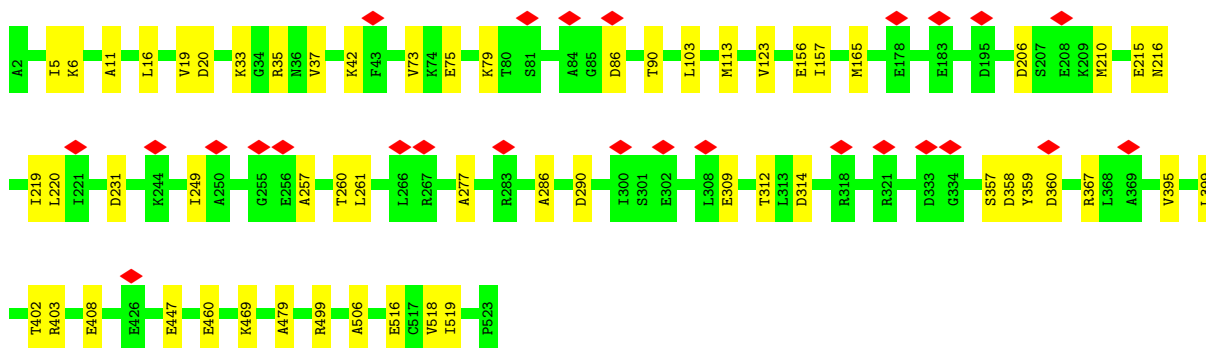 A2 I5 K6 A11 L16 V19 D20 K33 G34 R35 N36 V37 K42 F43 V73 K74 E75 K79 T80 S81 A84 G85 D86 T90 L103 M113 V123 E156 I157 M165 E178 E183 D195 D206 S207 E208 K209 M210 E215 N216
I219 L220 I221 D231 K244 I249 A250 G255 E256 A257 T260 L261 L266 R267 A277 R283 A286 D290 I300 S301 E302 L308 E309 T312 L313 D314 R318 R321 D333 G334 S357 D358 Y359 D360 R367 L368 A369 V395
T402 R403 E408 E426 E447 E460 K469 A479 R499 A506 E516 C517 V518 I519 P523